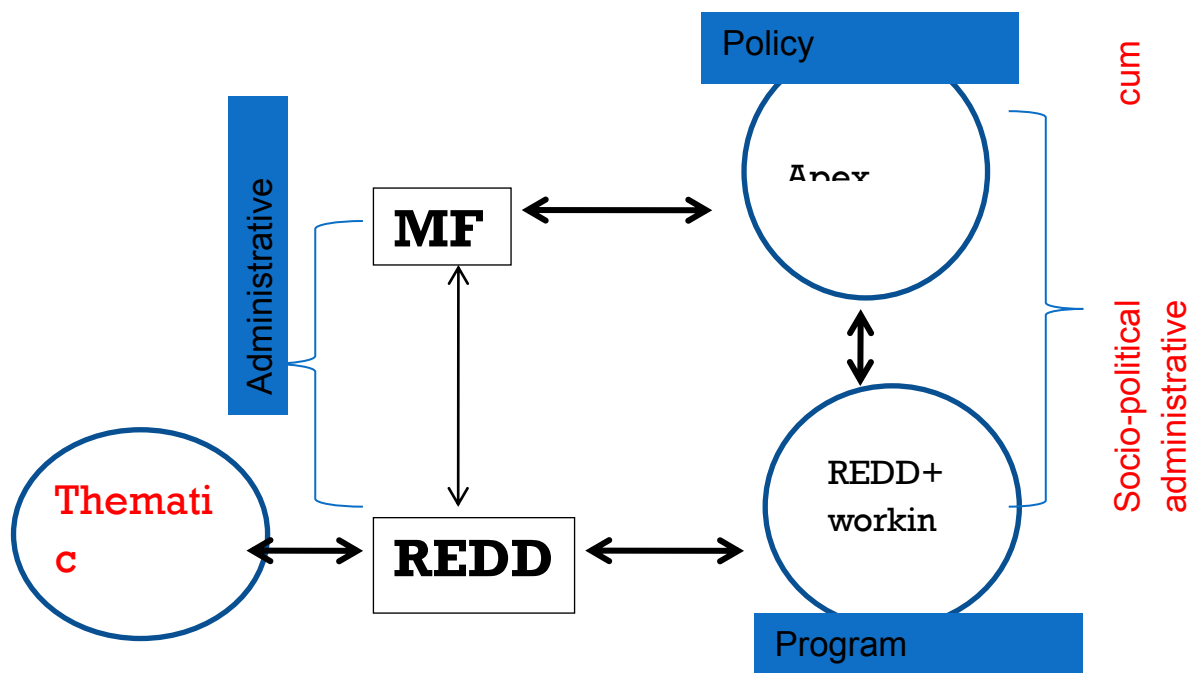 Policy
cum
Administrative
Apex
MF
Socio-political
administrative
Themati
c
REDD+
workin
REDD
Program